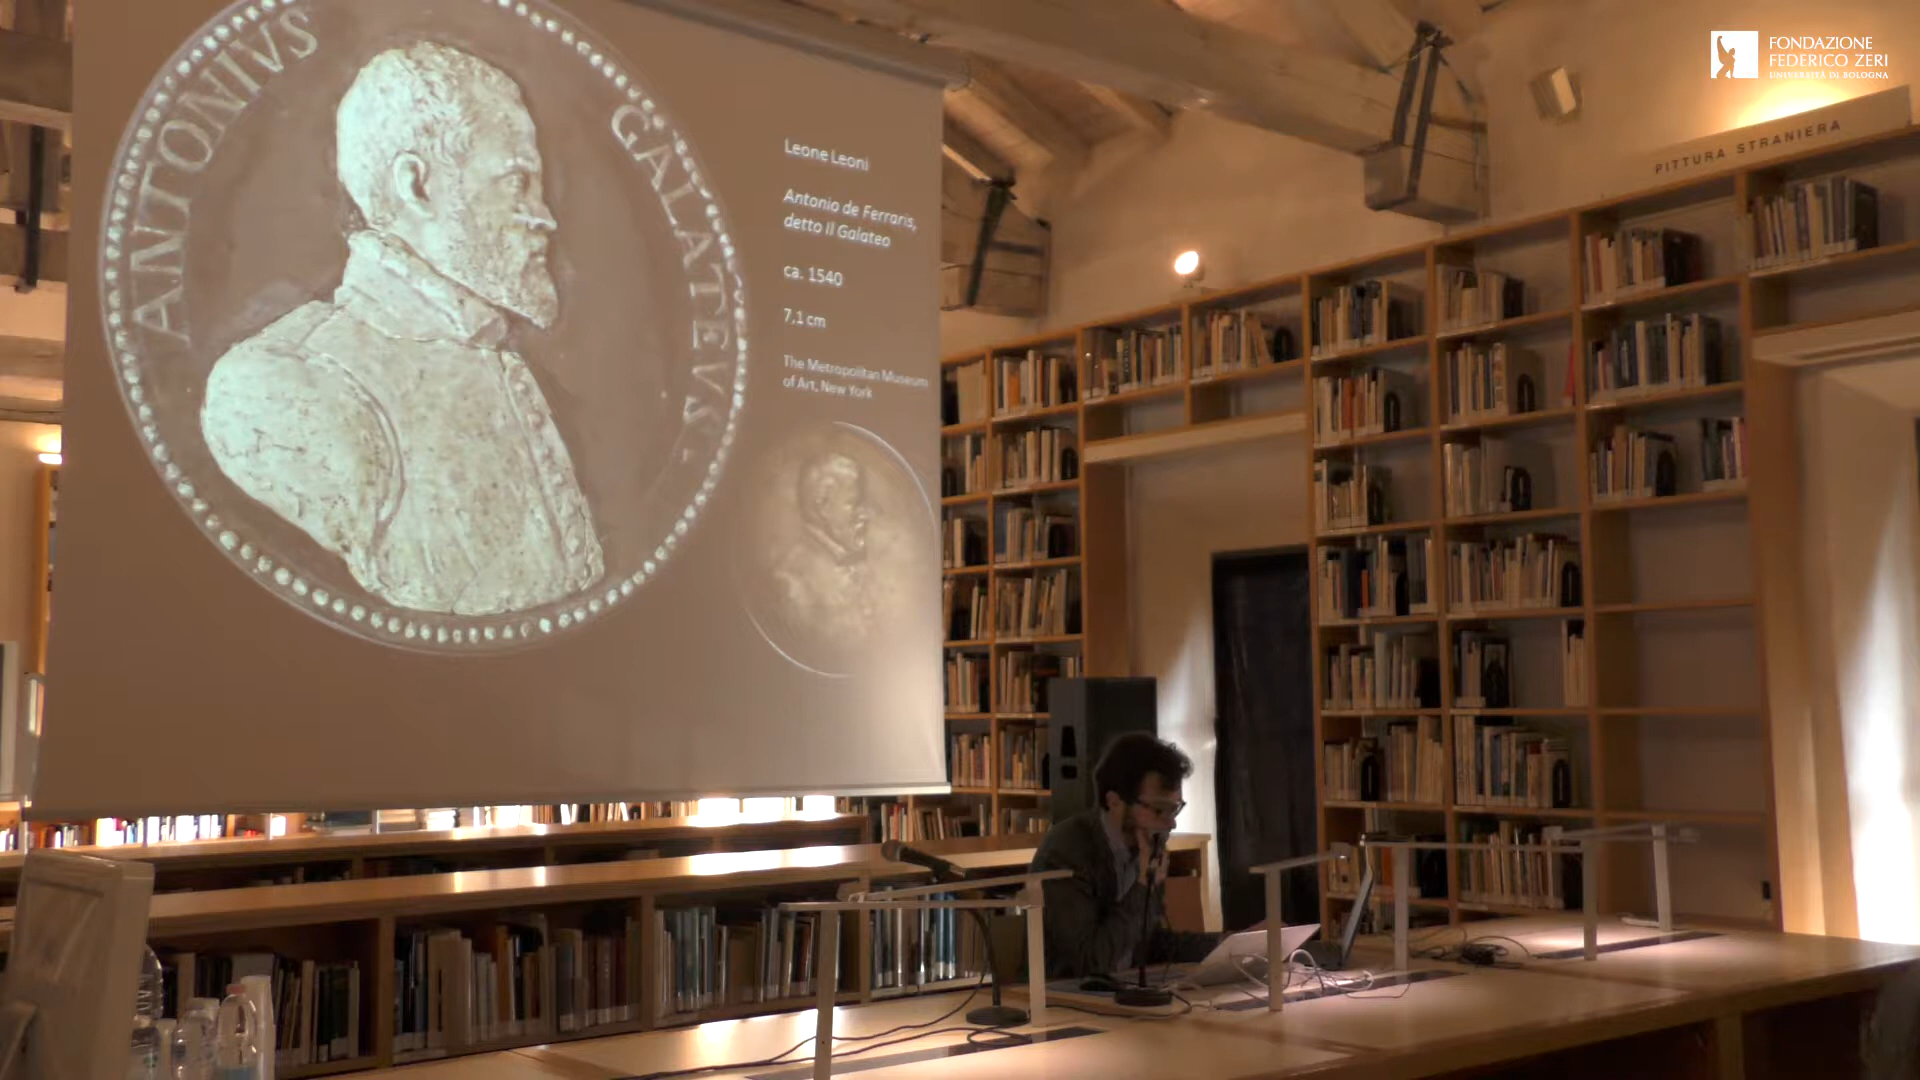 ANTONIVS
GALATEVS.
Leone Leoni
Antonio de Ferraris,
detto Il Galateo
ca. 1540
7,1 cm
The Metropolitan Museum
of Art, New York
FONDAZIONE
FEDERICO ZERI
UNIVERSITÀ DI BOLOGNA
PITTURA STRANIERA